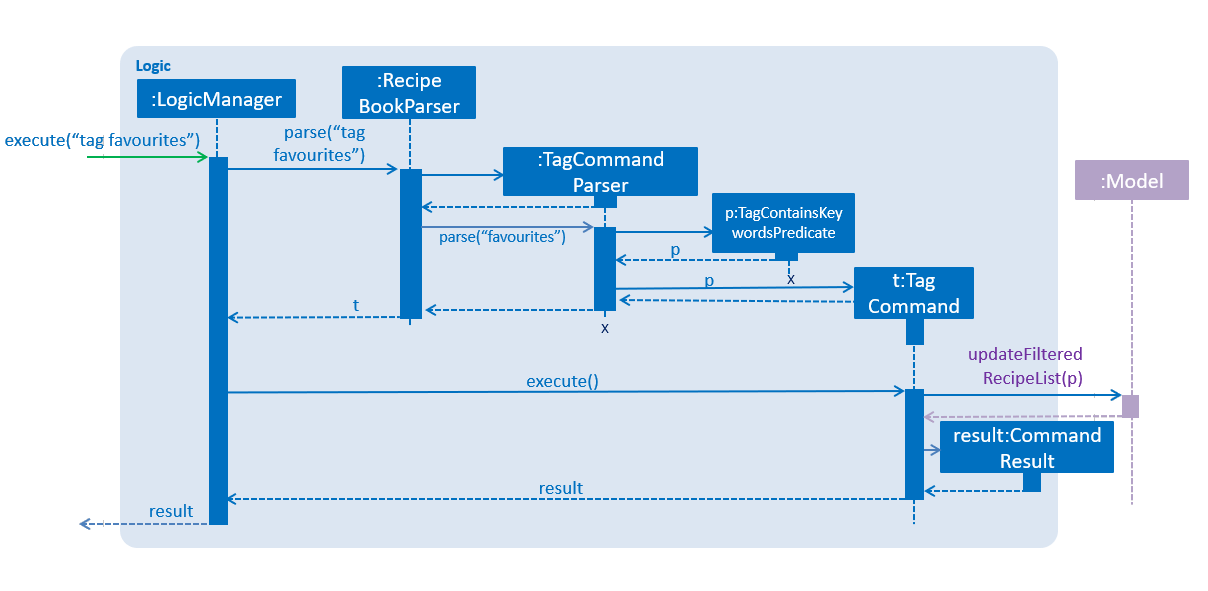 Logic
:LogicManager
:Recipe
BookParser
execute(“tag favourites”)
parse(“tag
favourites”)
:TagCommand
Parser
:Model
p:TagContainsKey
wordsPredicate
parse(“favourites”)
p
x
p
t:Tag
Command
t
x
updateFiltered
RecipeList(p)
execute()
result:Command
Result
result
result